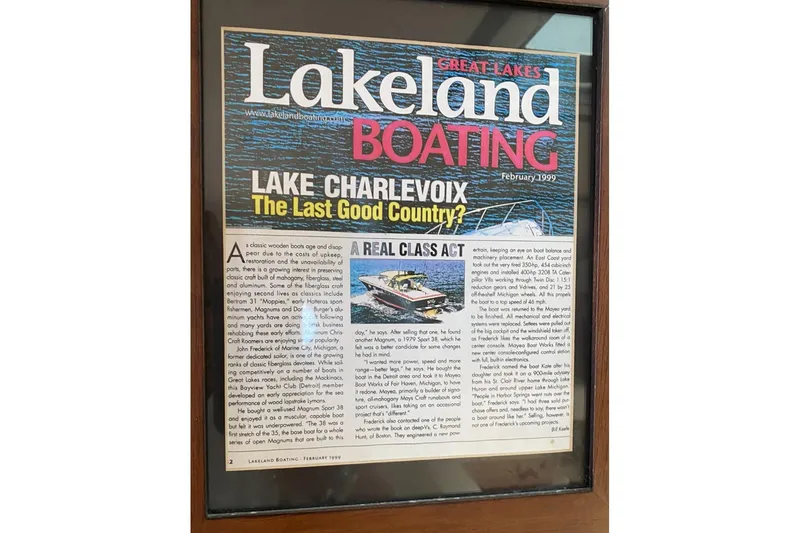 GREAT LAKES
Lakeland
www.lakelandboating.com
BOATING
February 1999
LAKE CHARLEVOIX
The Last Good Country?
A REAL CLASS ACT
As classic wooden boats age and disap-
pear due to the costs of upkeep,
restoration and the unavailability of
parts, there is a growing interest in preserving
classic craft built of mahogany, fiberglass, steel
and aluminum. Some of the fiberglass craft
enjoying second lives as classics include
Bertram 31 "Moppies," early Hatteras sport-
fishermen, Magnums and Do
urger's alu-
minum yachts have an act
following
and many yards are doing
business
rehabbing these early efforts.
num Chris
Craft Roamers are enjoying
popularity.
John Frederick of Marine City, Michigan, a
former dedicated sailor, is one of the growing
ranks of classic fiberglass devotees. While sail-
ing competitively on a number of boats in
Great Lakes races, including the Mackinacs,
this Bayview Yacht Club (Detroit) member
developed an early appreciation for the sea
performance of wood lapstrake Lymans.
He bought a well-used Magnum Sport 38
and enjoyed it as a muscular, capable boat
but felt it was underpowered. "The 38 was a
first stretch of the 35, the base boat for a whole
series of open Magnums that are built to this
day," he says. After selling that one, he found
another Magnum, a 1979 Sport 38, which he
felt was a better candidate for some changes
he had in mind.
"I wanted more power, speed and more
range—better legs," he says. He bought the
boat in the Detroit area and took it to Mayea
Boat Works of Fair Haven, Michigan, to have
it redone. Mayea, primarily a builder of signa-
ture, all-mahogany Mays Craft runabouts and
sport cruisers, likes taking on an occasional
project that's "different."
Frederick also contacted one of the people
who wrote the book on deep-Vs, C. Raymond
Hunt, of Boston. They engineered a new pow-
ertrain, keeping an eye on boat balance and
machinery placement. An East Coast yard
took out the very tired 350-hp, 454 cubic-inch
engines and installed 400-hp 3208 TA Cater-
pillar V8s working through Twin Disc 1.15:1
reduction gears and V-drives, and 21 by 25
off-the-shelf Michigan wheels. All this propels
the boat to a top speed of 46 mph.
The boat was returned to the Mayea yard
to be finished. All mechanical and electrical
systems were replaced. Settees were pulled out
of the big cockpit and the windshield taken off,
as Frederick likes the walkaround room of a
center console. Mayea Boat Works fitted a
new center console-configured control station
with full, built-in electronics.
Frederick named the boat Kate after his
daughter and took it on a 900-mile odyssey
from his St. Clair River home through Lake
Huron and around upper Lake Michigan.
"People in Harbor Springs went nuts over the
boat," Frederick says. "I had three solid pur-
chase offers and, needless to say, there wasn't
a boat around like her." Selling, however, is
not one of Frederick's upcoming projects.
Bill Keefe
2 LAKELAND BOATING · FEBRUARY 1999